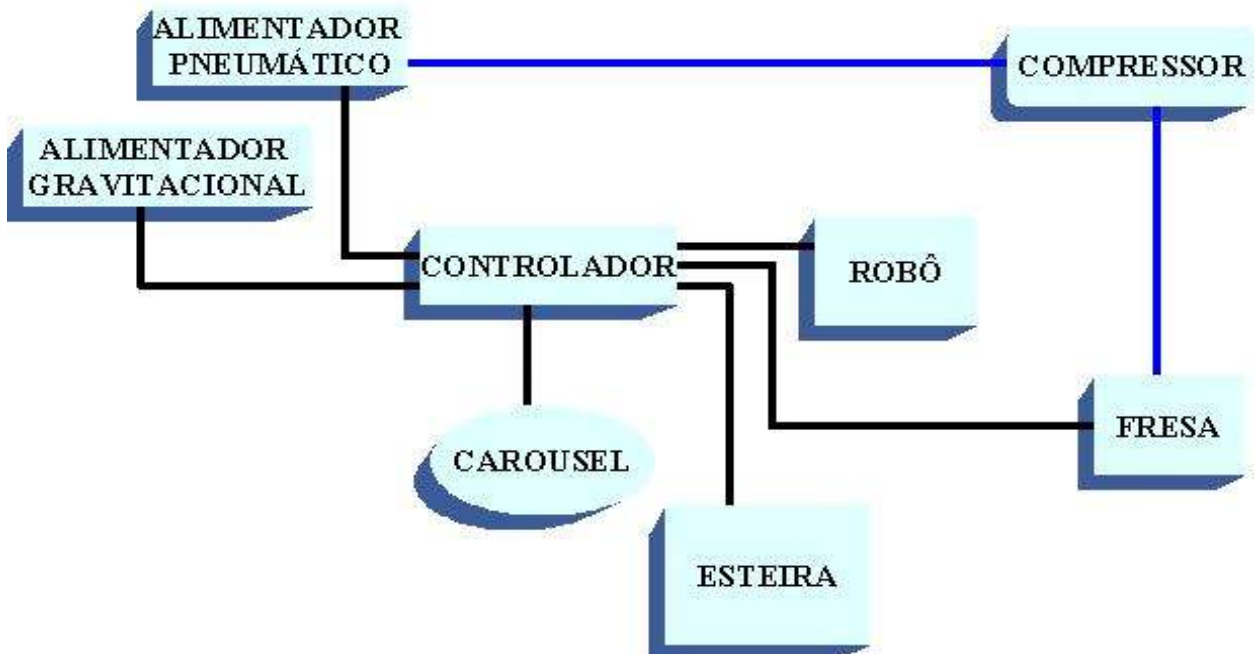 ALIMENTADOR
PNEUMÁTICO
COMPRESSOR
ALIMENTADOR
GRAVITACIONAL
CONTROLADOR
ROBÔ
CAROUSEL
FRESA
ESTEIRA